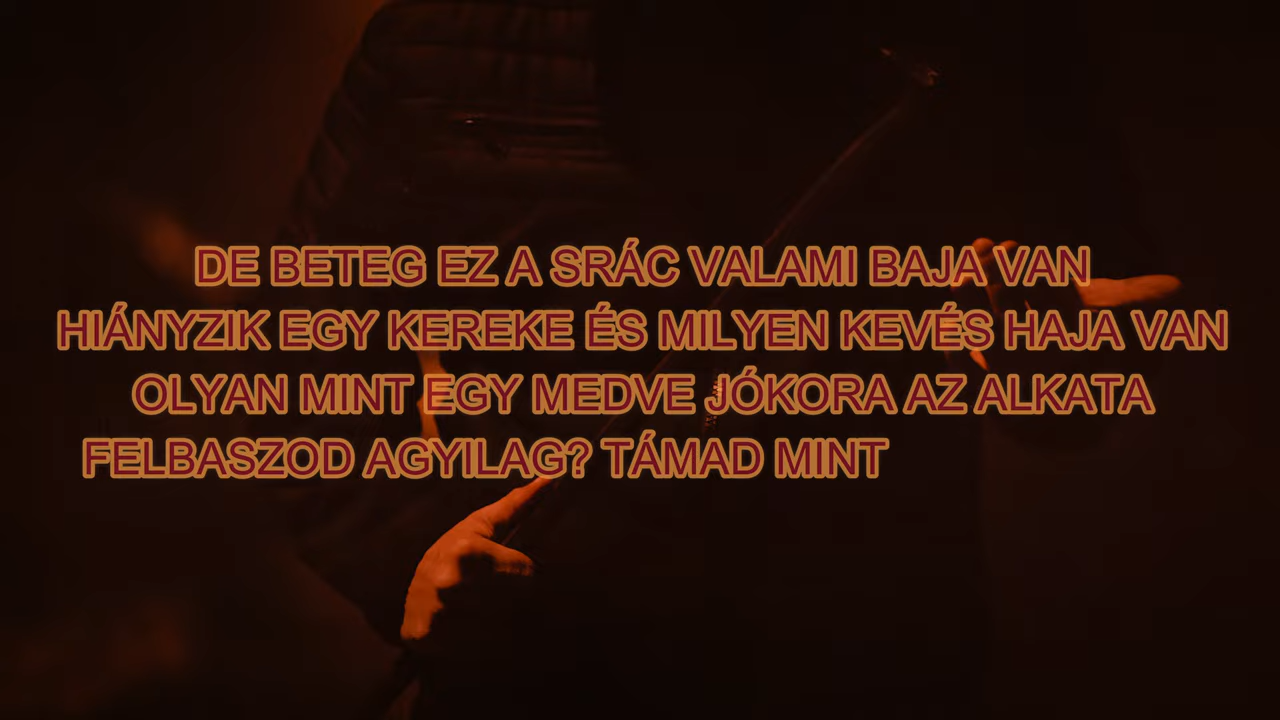 DE BETEG EZ A SRÁC VALAMI BAJA VAN
HIÁNYZIK EGY KEREKE ÉS MILYEN KEVÉS HAJA VAN
OLYAN MINT EGY MEDVE JÓKORA AZ ALKATA
FELBASZOD AGYILAG? TÁMAD MINT